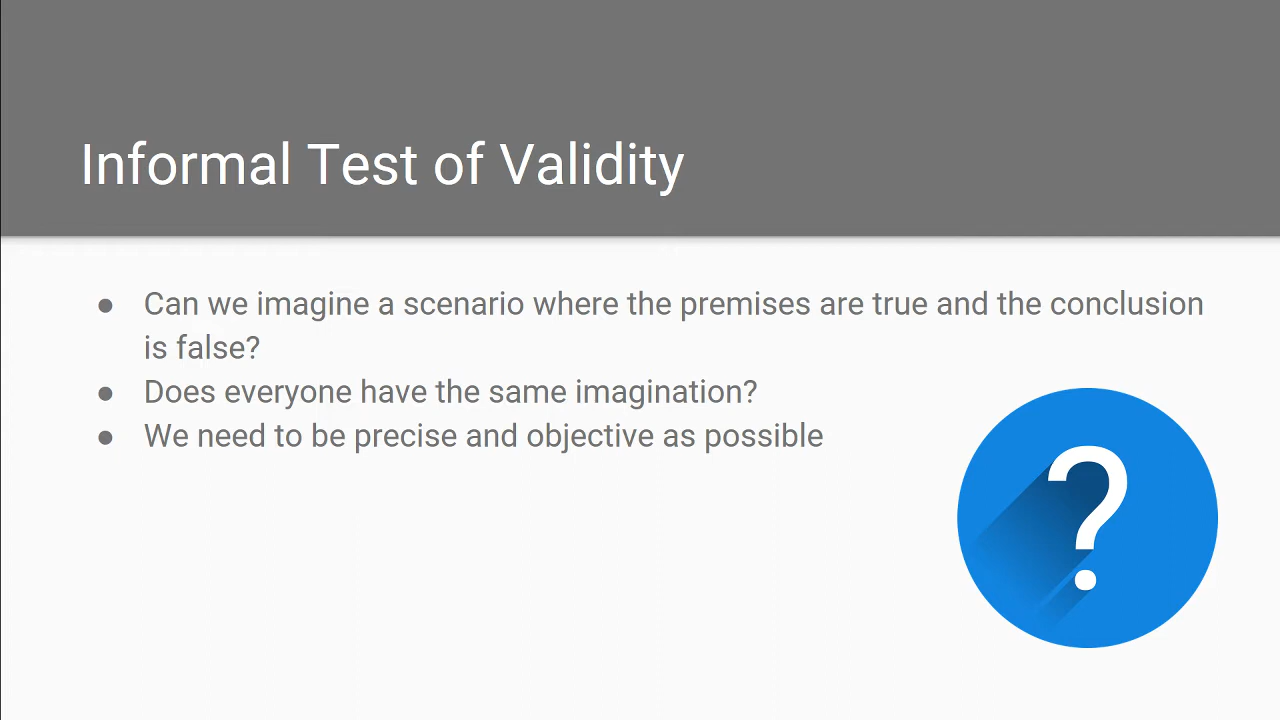 Informal Test of Validity
● Can we imagine a scenario where the premises are true and the conclusion
is false?
● Does everyone have the same imagination?
● We need to be precise and objective as possible
?